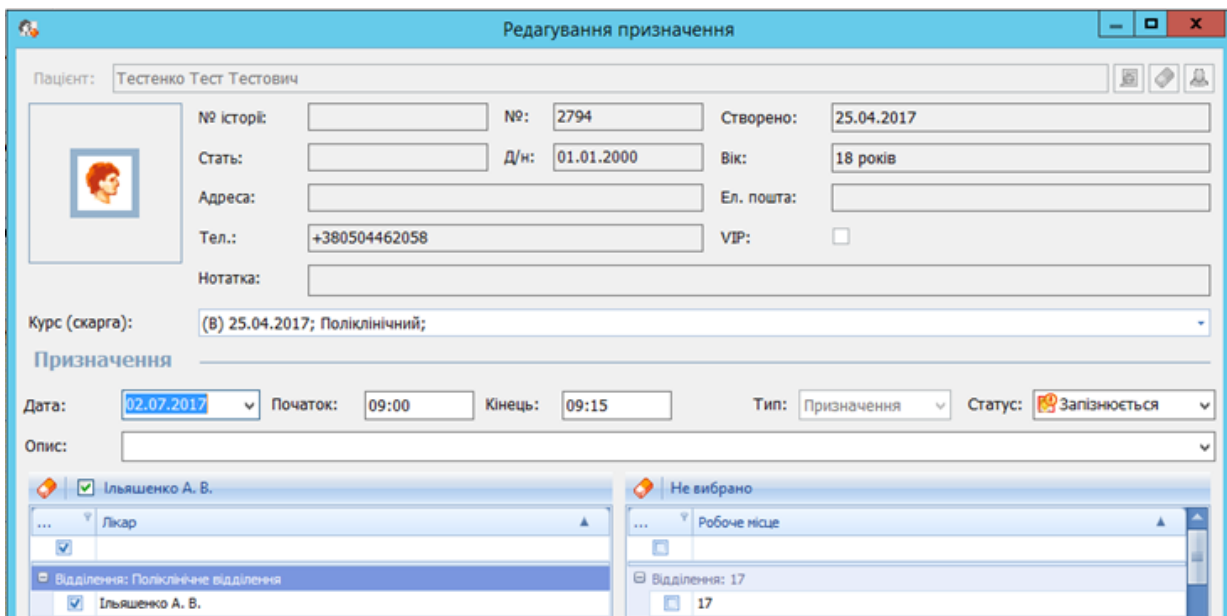 Редагування призначення
Пацієнт: Тестенко Тест Тестович
№ історії: №: 2794 Створено: 25.04.2017
Стать: Д/н: 01.01.2000 Вік: 18 років
Адреса: Ел. пошта:
Тел.: +380504462058 VIP:
Нотатка:
Курс (скарга): (В) 25.04.2017; Поліклінічний;
Призначення
Дата: 02.07.2017 Початок: 09:00 Кінець: 09:15 Тип: Призначення Статус: Запізнюється
Опис:
Ільяшенко А. В. Не вибрано
... Лікар ... Робоче місце
Відділення: Поліклінічне відділення Відділення: 17
Ільяшенко А. В. 17